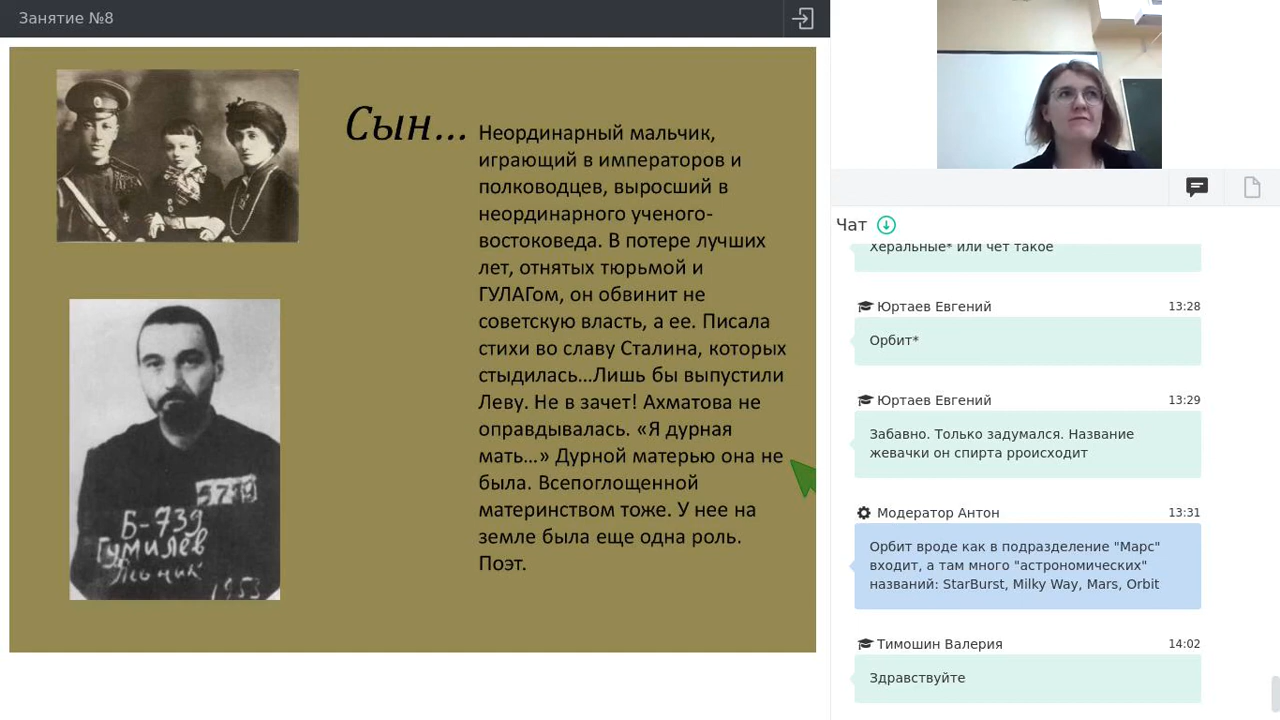 Занятие №8
Сын...
Неординарный мальчик,
играющий в императоров и
полководцев, выросший в
неординарного ученого-
востоковеда. В потере лучших
лет, отнятых тюрьмой и
ГУЛАГом, он обвинит не
советскую власть, а ее. Писала
стихи во славу Сталина, которых
стыдилась...Лишь бы выпустили
Леву. Не в зачет! Ахматова не
оправдывалась. «Я дурная
мать...» Дурной матерью она не
была. Всепоглощенной
материнством тоже. У нее на
земле была еще одна роль.
Поэт.
Б-739
Гумилев
1953
Чат
Херальные* или чет такое
Юртаев Евгений 13:28
Орбит*
Юртаев Евгений 13:29
Забавно. Только задумался. Название
жевачки он спирта рроисходит
Модератор Антон 13:31
Орбит вроде как в подразделение "Марс"
входит, а там много "астрономических"
названий: StarBurst, Milky Way, Mars, Orbit
Тимошин Валерия 14:02
Здравствуйте